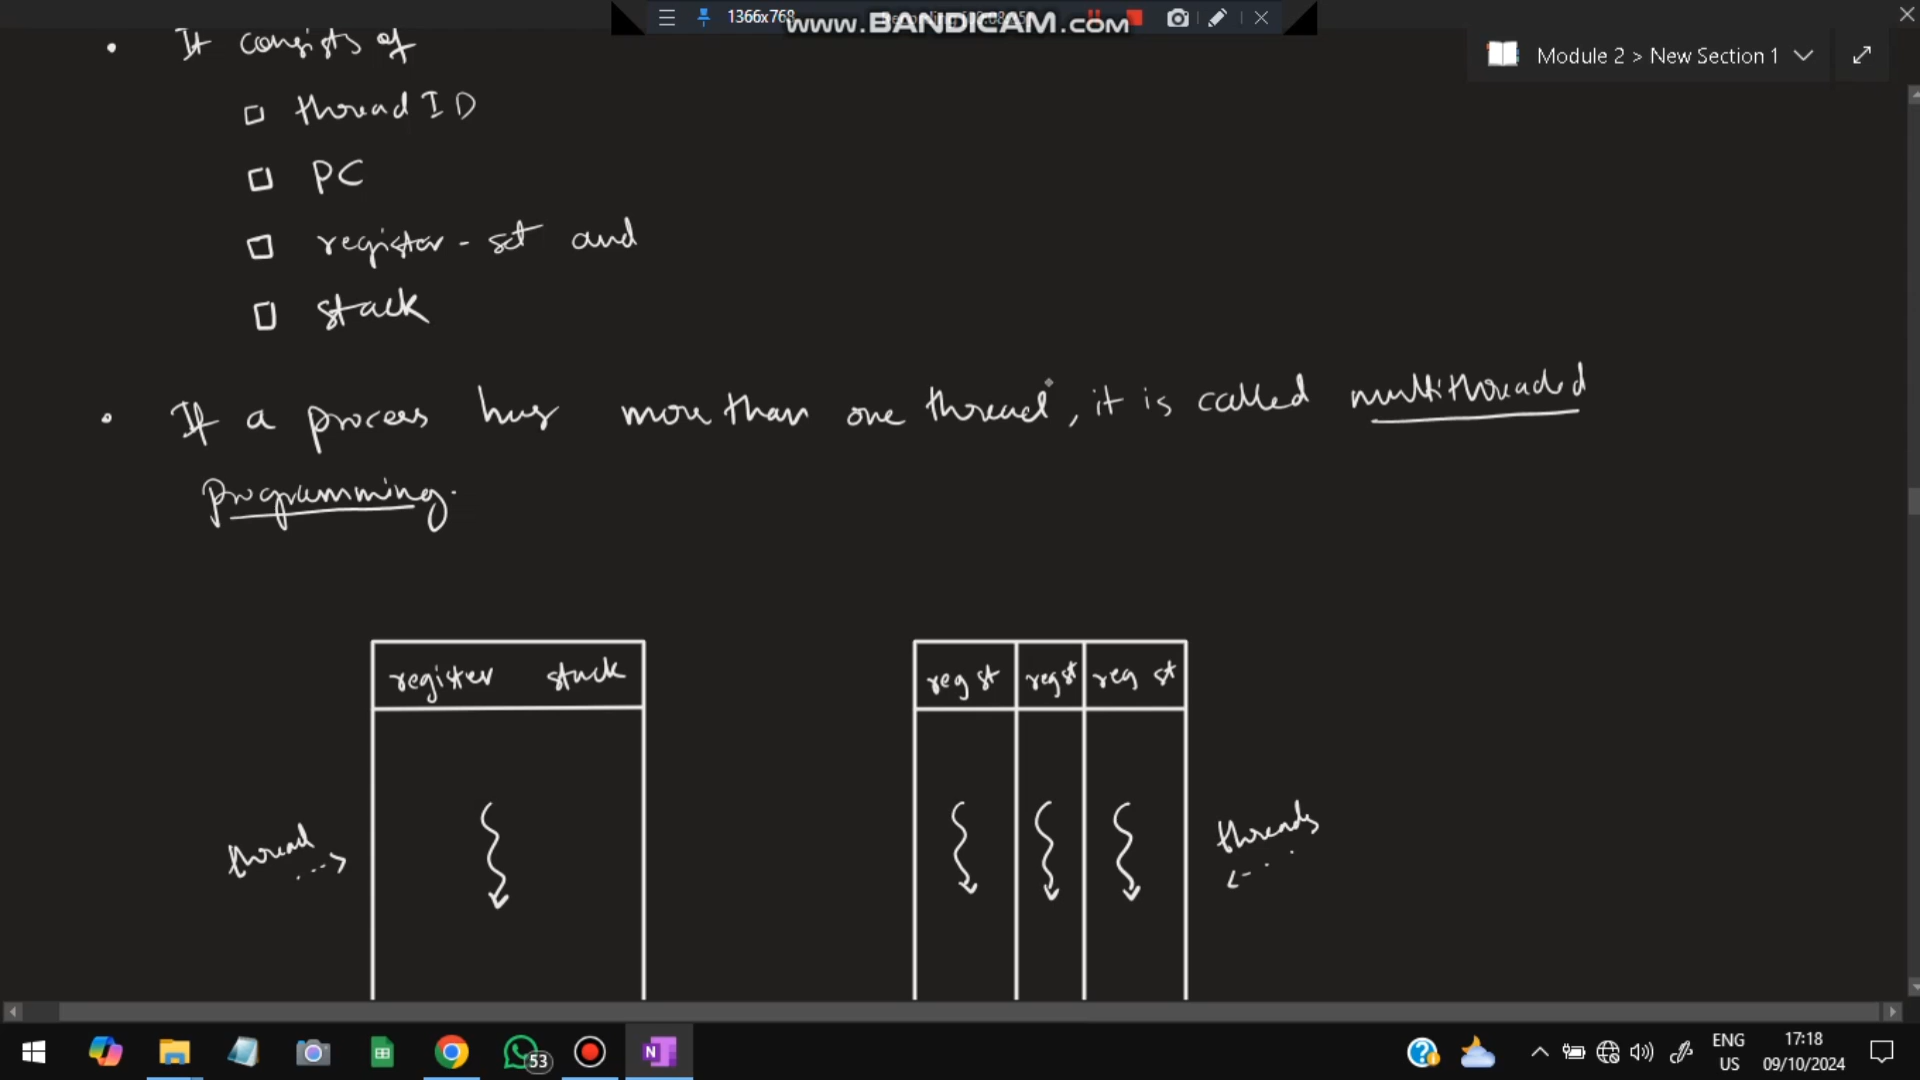 1366x768
www.BANDICAM.com
Module 2 > New Section 1
• It consists of
threadID
PC
register-set and
stack
• If a process has more than one thread, it is called multithreaded
programming.
register stack
reg st reg st reg st
thread
threads
53
ENG
US
17:18
09/10/2024